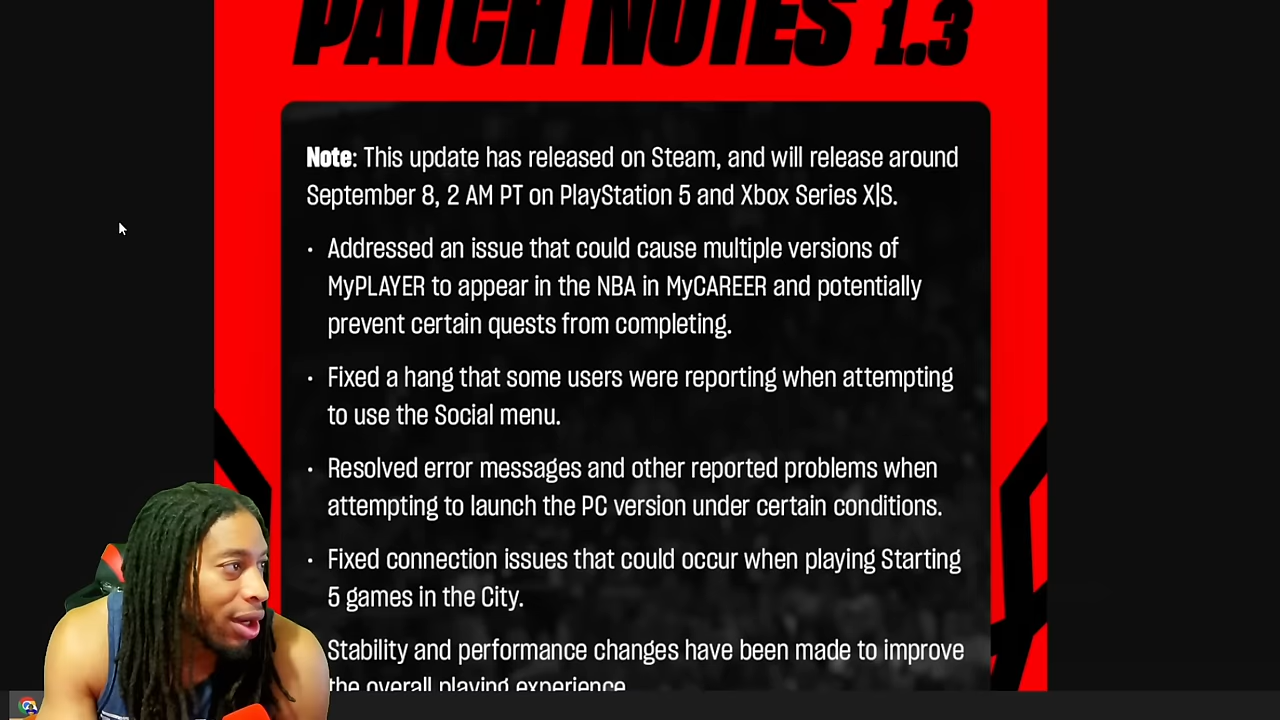 PATCH NOTES 1.3
Note: This update has released on Steam, and will release around
September 8, 2 AM PT on PlayStation 5 and Xbox Series X|S.
• Addressed an issue that could cause multiple versions of
MyPLAYER to appear in the NBA in MyCAREER and potentially
prevent certain quests from completing.
• Fixed a hang that some users were reporting when attempting
to use the Social menu.
• Resolved error messages and other reported problems when
attempting to launch the PC version under certain conditions.
• Fixed connection issues that could occur when playing Starting
5 games in the City.
Stability and performance changes have been made to improve
the overall playing experience.